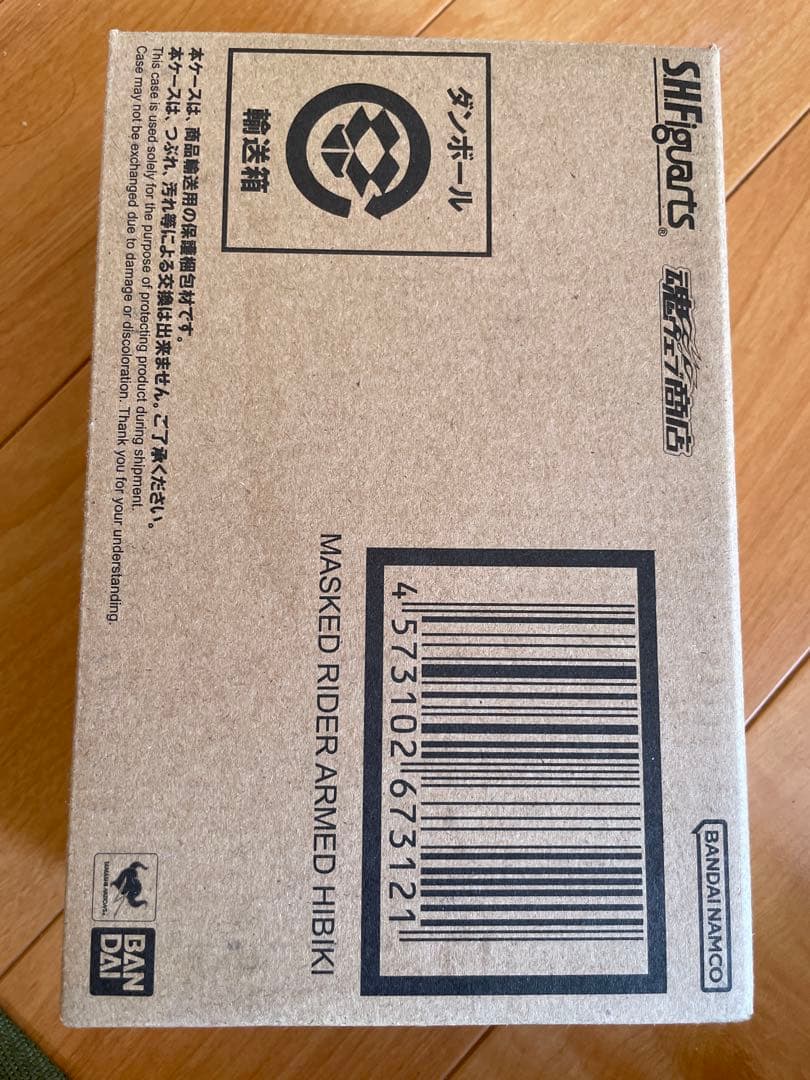 S.H.Figuarts®
魂ウェブ商店
ダンボール
輸送箱
本ケースは、商品輸送用の保護梱包材です。
本ケースは、つぶれ、汚れ等による交換は出来ません。ご了承ください。
This case is used solely for the purpose of protecting product during shipment.
Case may not be exchanged due to damage or discoloration. Thank you for your understanding.
4573102673121
MASKED RIDER ARMED HIBIKI
BANDAI NAMCO
TAMASHII NATIONS
BAN
DAI